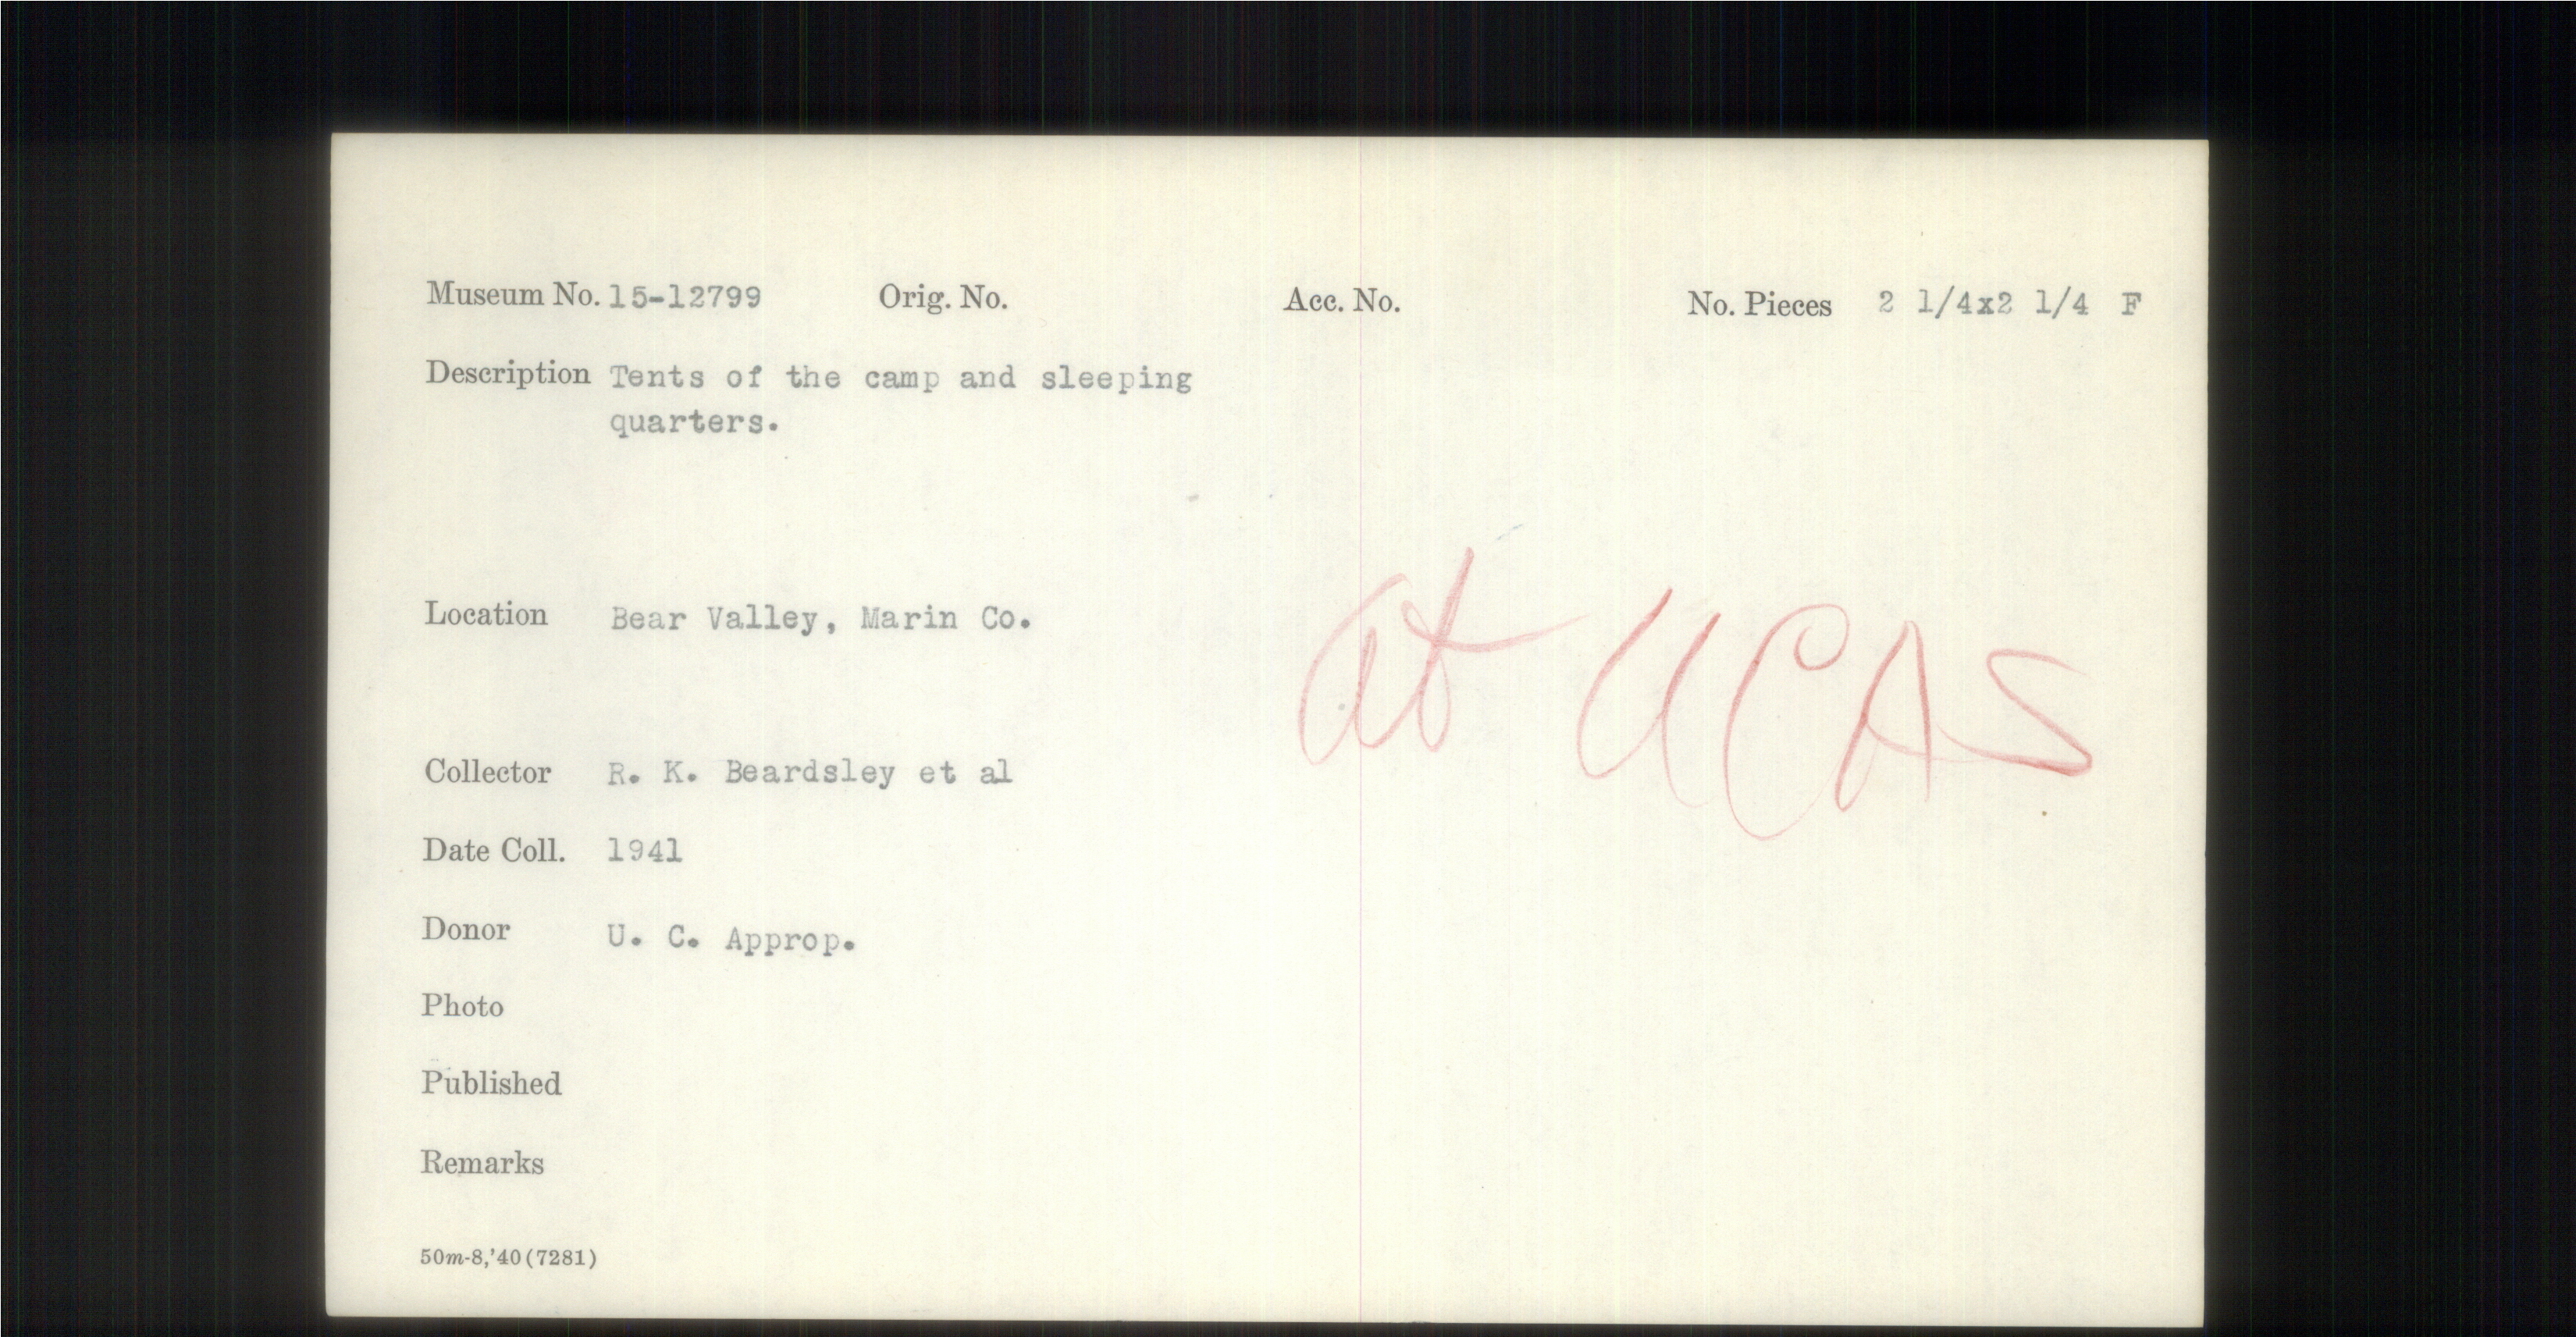 Museum No. 15-12799 Orig. No. Acc. No. No. Pieces 2 1/4x2 1/4 F
Description Tents of the camp and sleeping
quarters.
Location Bear Valley, Marin Co.
at UCAS
Collector R. K. Beardsley et al
Date Coll. 1941
Donor U. C. Approp.
Photo
Published
Remarks
50m-8,'40(7281)